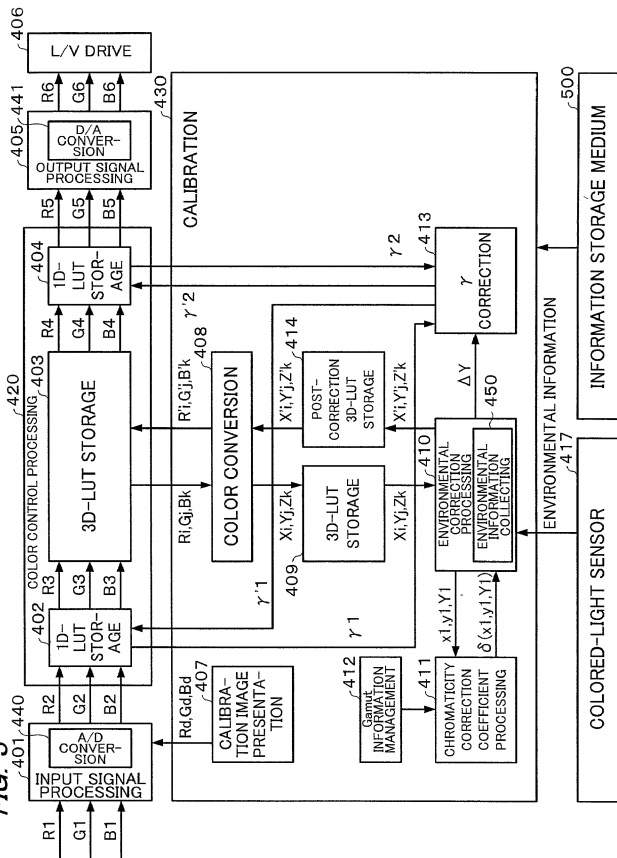 FIG. 5
R1
G1
B1
401
440
A/D
CONVER-
SION
INPUT SIGNAL
PROCESSING
R2
G2
B2
420
COLOR CONTROL PROCESSING
402
1D-
LUT
STOR-
AGE
R3
G3
B3
403
3D-LUT STORAGE
R4
G4
B4
404
1D-
LUT
STOR-
AGE
R5
G5
B5
405
441
D/A
CONVER-
SION
OUTPUT SIGNAL
PROCESSING
R6
G6
B6
406
L/V DRIVE
430
CALIBRATION
Rd,Gd,Bd
407
CALIBRA-
TION IMAGE
PRESENTA-
TION
γ'1
γ1
Ri,Gj,Bk
R'i,G'j,B'k
408
COLOR CONVERSION
γ'2
γ2
Xi,Yj,Zk
409
3D-LUT
STORAGE
Xi,Yj,Zk
X'i,Y'j,Z'k
414
POST-
CORRECTION
3D-LUT
STORAGE
X'i,Y'j,Z'k
413
γ
CORRECTION
412
Gamut
INFORMATION
MANAGEMENT
411
CHROMATICITY
CORRECTION
COEFFICIENT
PROCESSING
x1,y1,Y1
δ(x1,y1,Y1)
410
ENVIRONMENTAL
CORRECTION
PROCESSING
450
ENVIRONMENTAL
INFORMATION
COLLECTING
ΔY
ENVIRONMENTAL INFORMATION
417
COLORED-LIGHT SENSOR
500
INFORMATION STORAGE MEDIUM